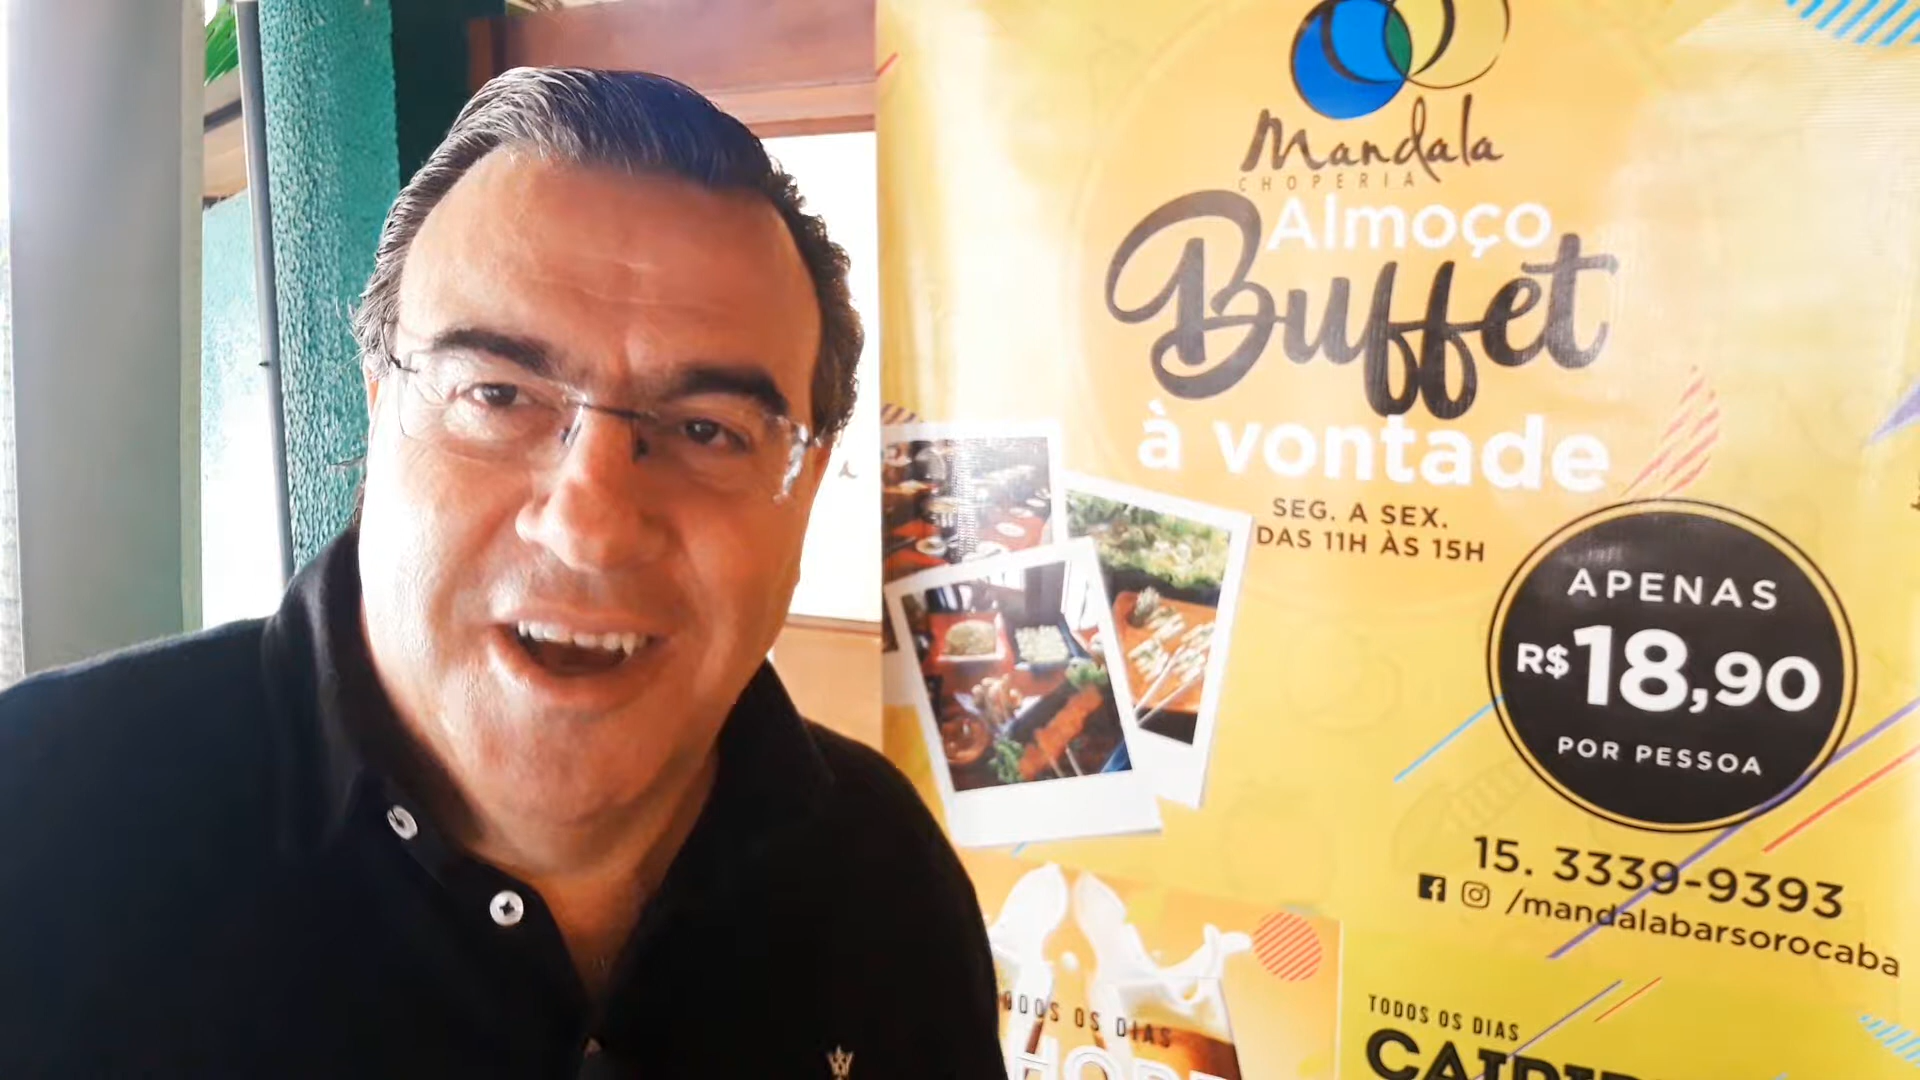 Mandala
CHOPERIA
Almoço
Buffet
à vontade
SEG. A SEX.
DAS 11H ÀS 15H
APENAS
R$18,90
POR PESSOA
15. 3339-9393
/mandalabarsorocaba
OS DIAS
TODOS OS DIAS